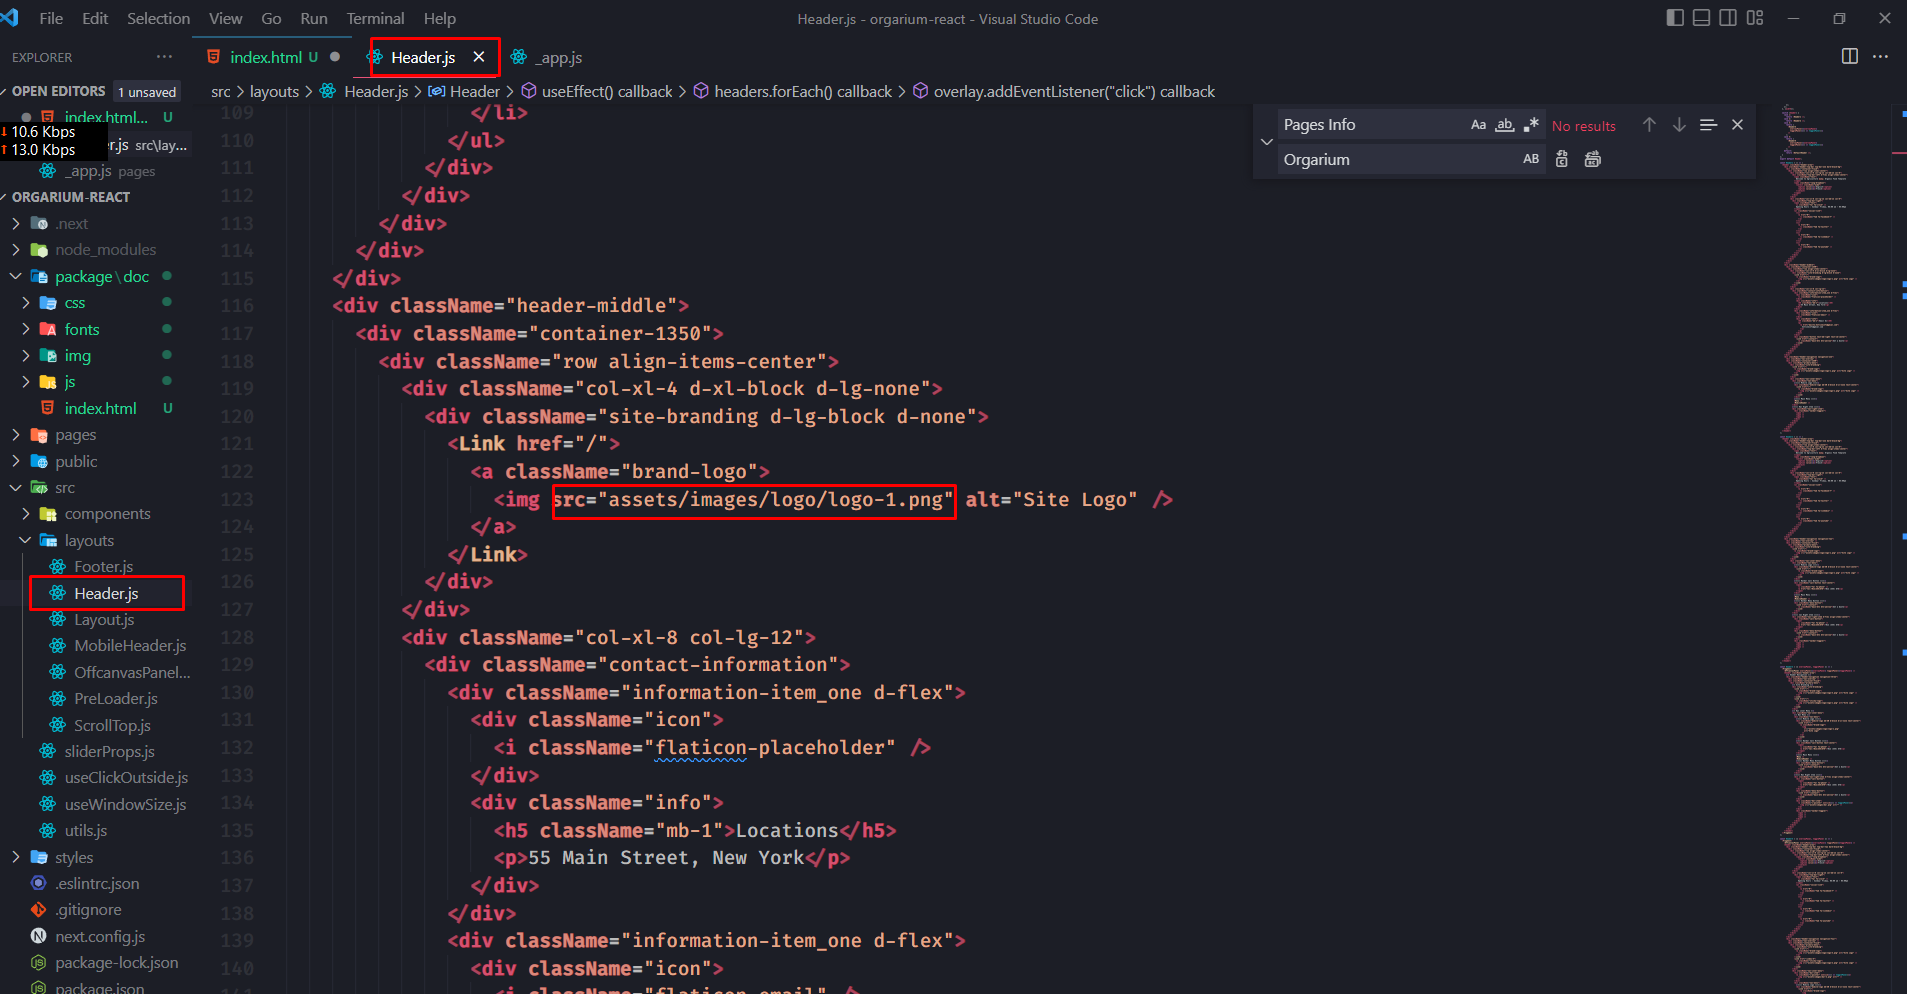 File Edit Selection View Go Run Terminal Help
Header.js - orgarium-react - Visual Studio Code
EXPLORER
index.html U
Header.js
_app.js
OPEN EDITORS 1 unsaved
index.html... U
10.6 Kbps
13.0 Kbps
er.js src\lay...
_app.js pages
ORGARIUM-REACT
.next
node_modules
package\doc
css
fonts
img
js
index.html U
pages
public
src
components
layouts
Footer.js
Header.js
Layout.js
MobileHeader.js
OffcanvasPanel...
PreLoader.js
ScrollTop.js
sliderProps.js
useClickOutside.js
useWindowSize.js
utils.js
styles
.eslintrc.json
.gitignore
next.config.js
package-lock.json
package.json
src > layouts > Header.js > Header > useEffect() callback > headers.forEach() callback > overlay.addEventListener("click") callback
Pages Info Aa ab No results
Orgarium AB
109 </li>
110 </ul>
111 </div>
112 </div>
113 </div>
114 </div>
115 </div>
116 <div className="header-middle">
117 <div className="container-1350">
118 <div className="row align-items-center">
119 <div className="col-xl-4 d-xl-block d-lg-none">
120 <div className="site-branding d-lg-block d-none">
121 <Link href="/">
122 <a className="brand-logo">
123 <img src="assets/images/logo/logo-1.png" alt="Site Logo" />
124 </a>
125 </Link>
126 </div>
127 </div>
128 <div className="col-xl-8 col-lg-12">
129 <div className="contact-information">
130 <div className="information-item_one d-flex">
131 <div className="icon">
132 <i className="flaticon-placeholder" />
133 </div>
134 <div className="info">
135 <h5 className="mb-1">Locations</h5>
136 <p>55 Main Street, New York</p>
137 </div>
138 </div>
139 <div className="information-item_one d-flex">
140 <div className="icon">
141 <i className="flaticon-email" />